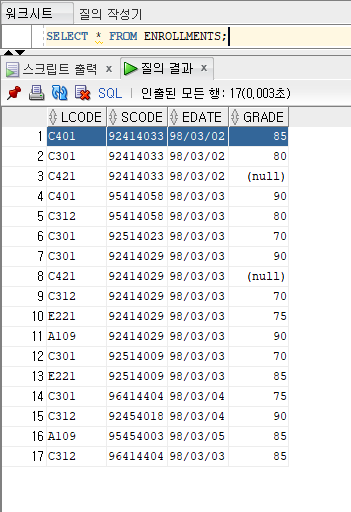 워크시트 질의 작성기
SELECT * FROM ENROLLMENTS;
스크립트 출력 x 질의 결과 x
SQL | 인출된 모든 행: 17(0,003초)
LCODE SCODE EDATE GRADE
1 C401 92414033 98/03/02 85
2 C301 92414033 98/03/02 80
3 C421 92414033 98/03/02 (null)
4 C401 95414058 98/03/03 90
5 C312 95414058 98/03/03 80
6 C301 92514023 98/03/03 70
7 C301 92414029 98/03/03 90
8 C421 92414029 98/03/03 (null)
9 C312 92414029 98/03/03 70
10 E221 92414029 98/03/03 75
11 A109 92414029 98/03/03 90
12 C301 92514009 98/03/03 70
13 E221 92514009 98/03/03 85
14 C301 96414404 98/03/04 75
15 C312 92454018 98/03/04 90
16 A109 95454003 98/03/05 85
17 C312 96414404 98/03/03 85